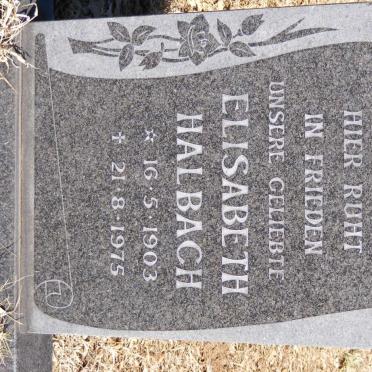 HIER RUHT
IN FRIEDEN
UNSERE GELIEBTE
ELISABETH
HALBACH
☆ 16·5·1903
✝ 21·8·1975